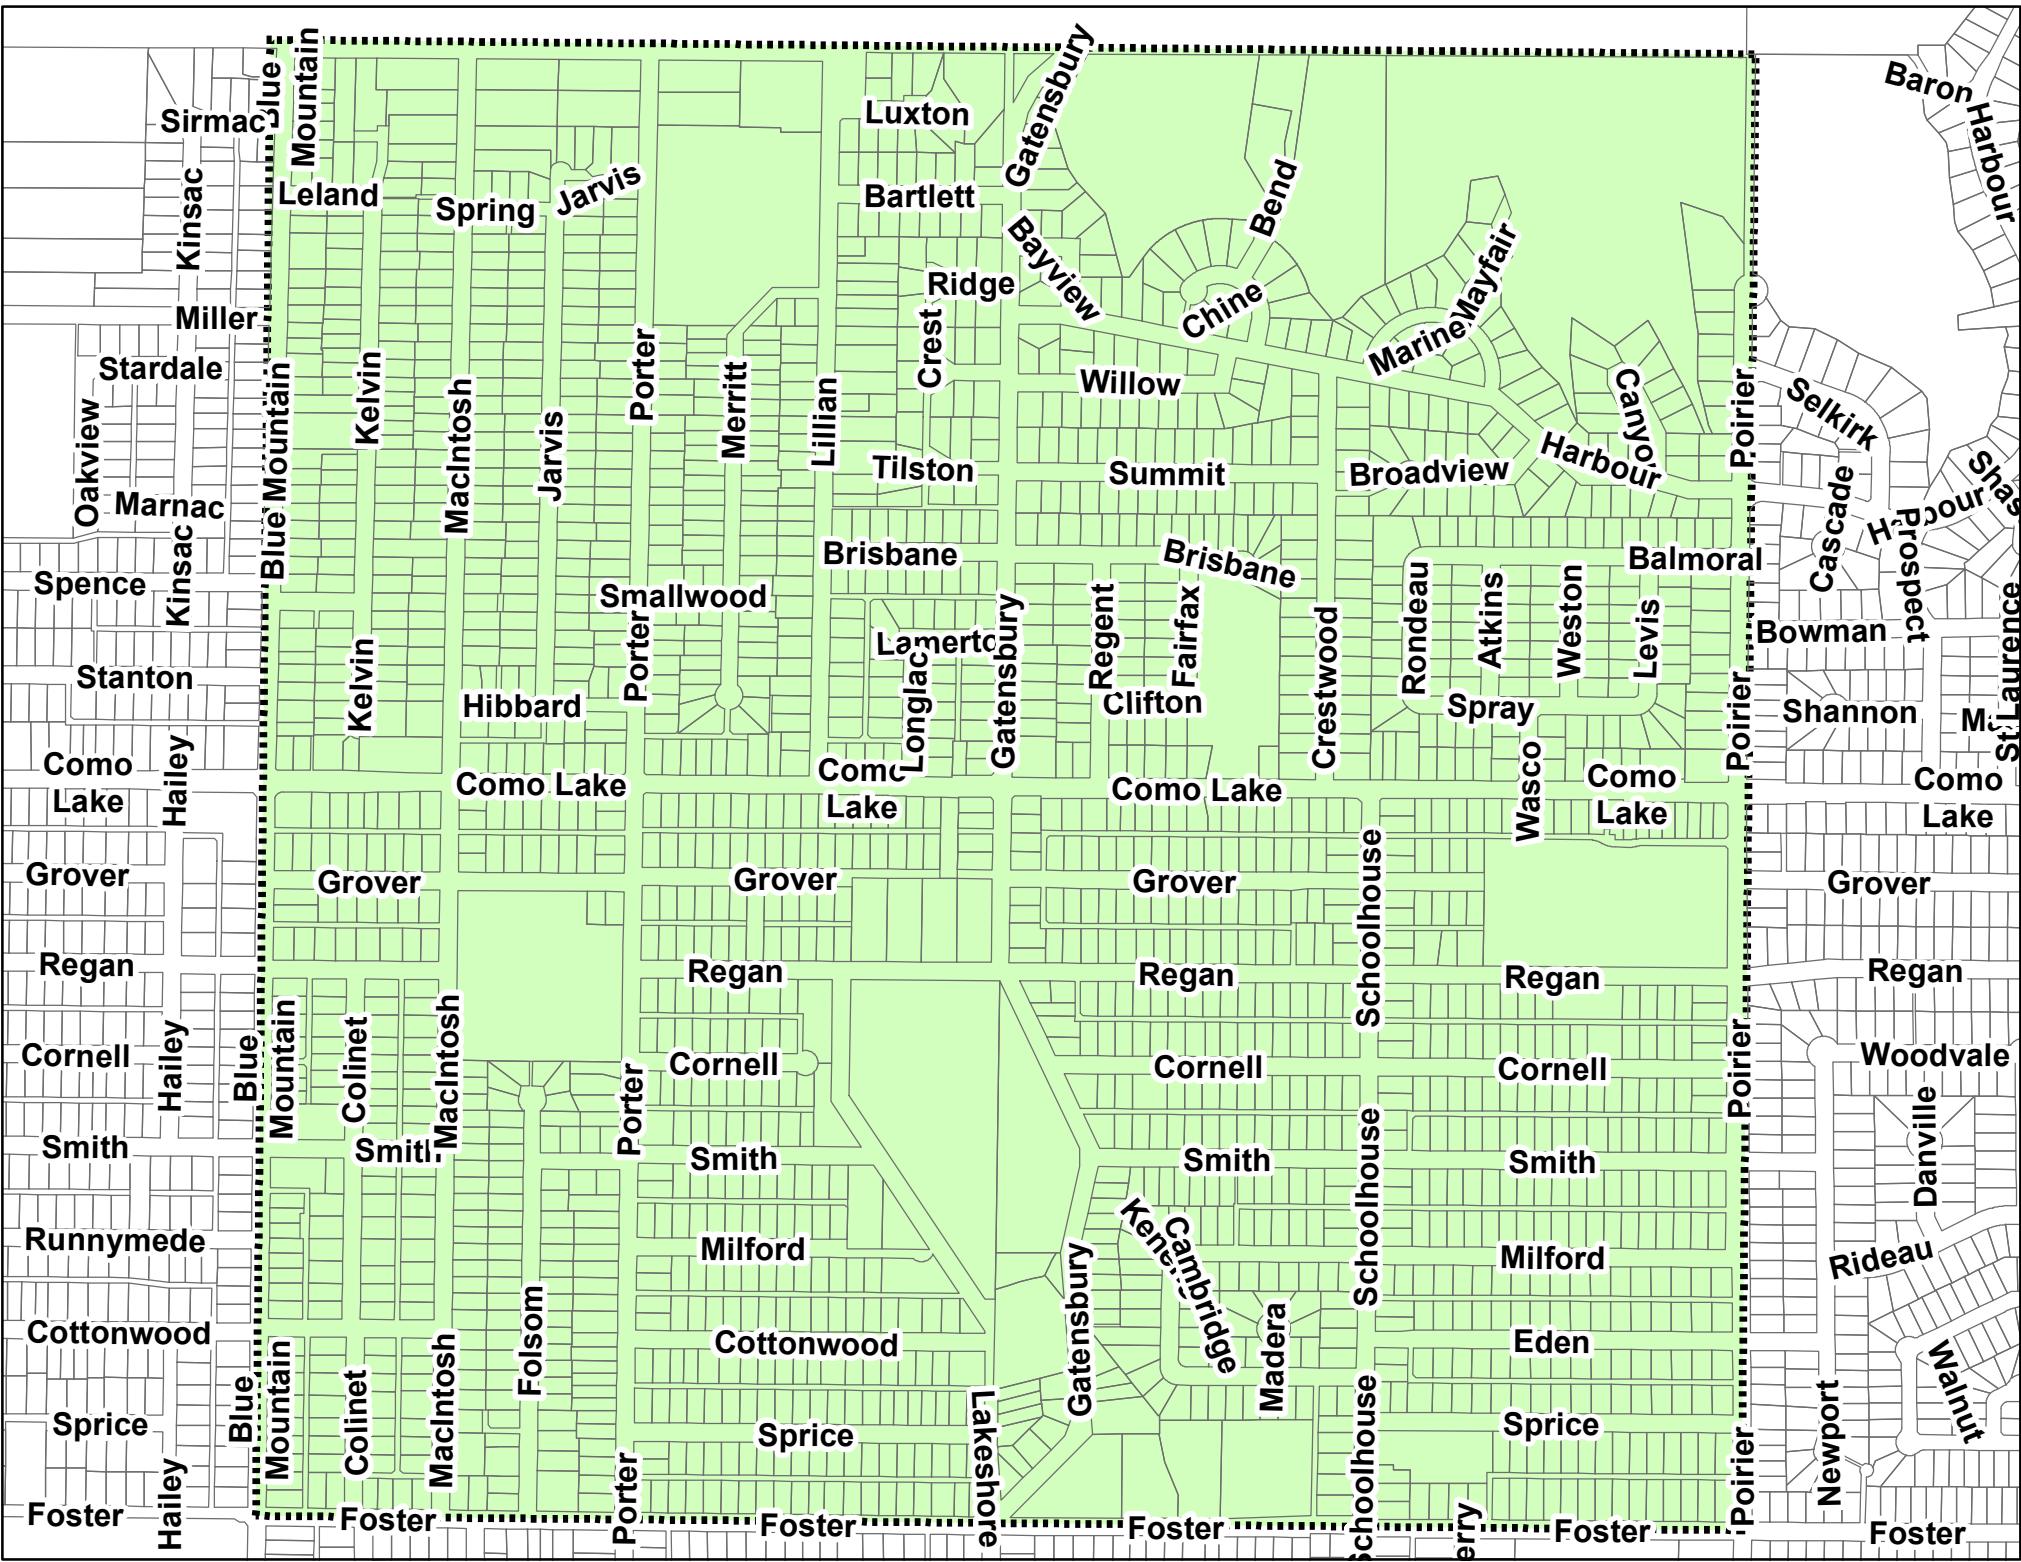 Gatensbury
Blue
Mountain
Baron
Harbour
Sirmac
Luxton
Kinsac
Leland
Spring
Jarvis
Bartlett
Bend
Bayview
Mayfair
Ridge
Chine
Miller
Marine
Stardale
Crest
Willow
Porter
Kelvin
Merritt
Lillian
MacIntosh
Blue Mountain
Oakview
Jarvis
Canyon
Poirier
Selkirk
Tilston
Summit
Broadview
Harbour
Marnac
Cascade
Harbour
Kinsac
Blue
Prospect
Brisbane
Brisbane
Balmoral
Spence
Smallwood
Regent
Fairfax
Rondeau
Atkins
Weston
Levis
Porter
Gatensbury
Crestwood
Bowman
St Laurence
Kelvin
Longlac
Stanton
Hibbard
Clifton
Spray
Poirier
Shannon
Como
Lake
Hailey
Como Lake
Como
Lake
Como Lake
Wasco
Como
Lake
Como
Lake
Grover
Grover
Grover
Grover
Schoolhouse
Grover
Regan
Regan
Regan
Regan
Regan
Mountain
Colinet
MacIntosh
Cornell
Hailey
Blue
Porter
Cornell
Cornell
Cornell
Poirier
Woodvale
Danville
Smith
Smith
Smith
Smith
Schoolhouse
Smith
Runnymede
Milford
Cambridge
Milford
Rideau
Gatensbury
Cottonwood
Folsom
Cottonwood
Madera
Eden
Walnut
Mountain
Colinet
MacIntosh
Blue
Sprice
Sprice
Lakeshore
Schoolhouse
Sprice
Newport
Poirier
Hailey
Porter
Foster
Foster
Foster
Foster
Foster
Foster